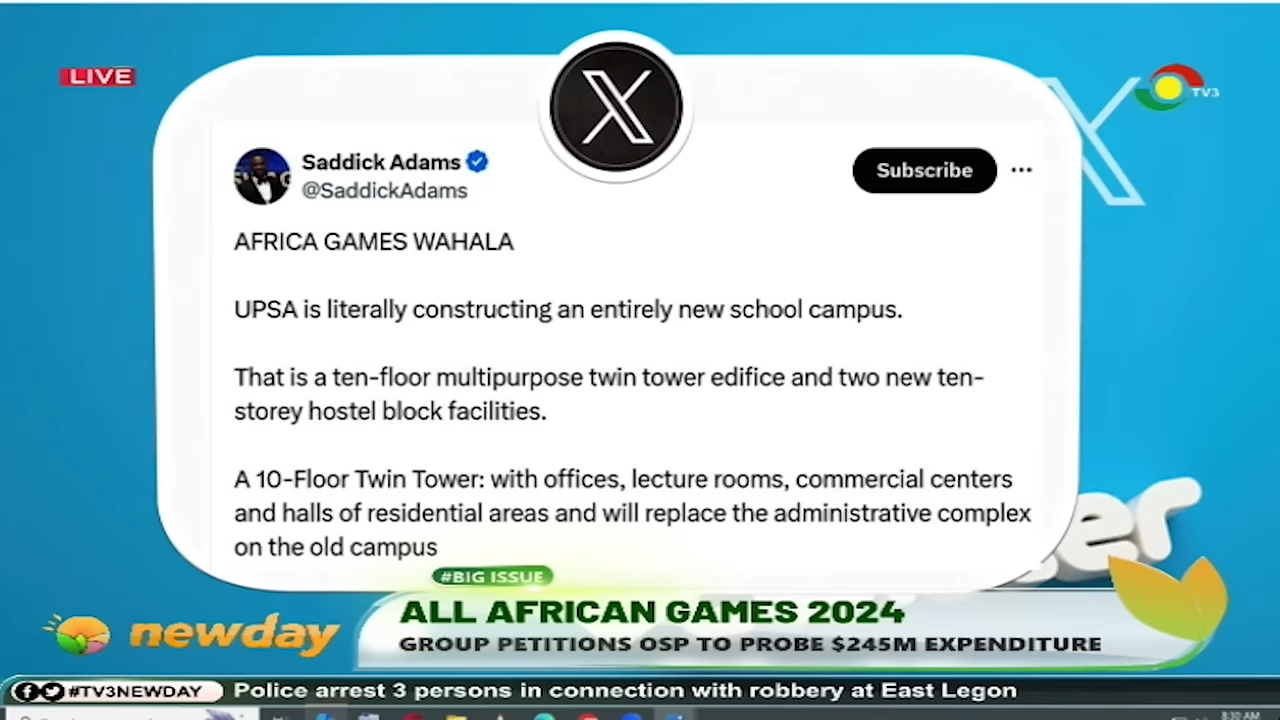 LIVE
TV3
Saddick Adams
@SaddickAdams
Subscribe
AFRICA GAMES WAHALA
UPSA is literally constructing an entirely new school campus.
That is a ten-floor multipurpose twin tower edifice and two new ten-
storey hostel block facilities.
A 10-Floor Twin Tower: with offices, lecture rooms, commercial centers
and halls of residential areas and will replace the administrative complex
on the old campus
#BIG ISSUE
ALL AFRICAN GAMES 2024
newday
GROUP PETITIONS OSP TO PROBE $245M EXPENDITURE
#TV3NEWDAY
Police arrest 3 persons in connection with robbery at East Legon
8:30 AM